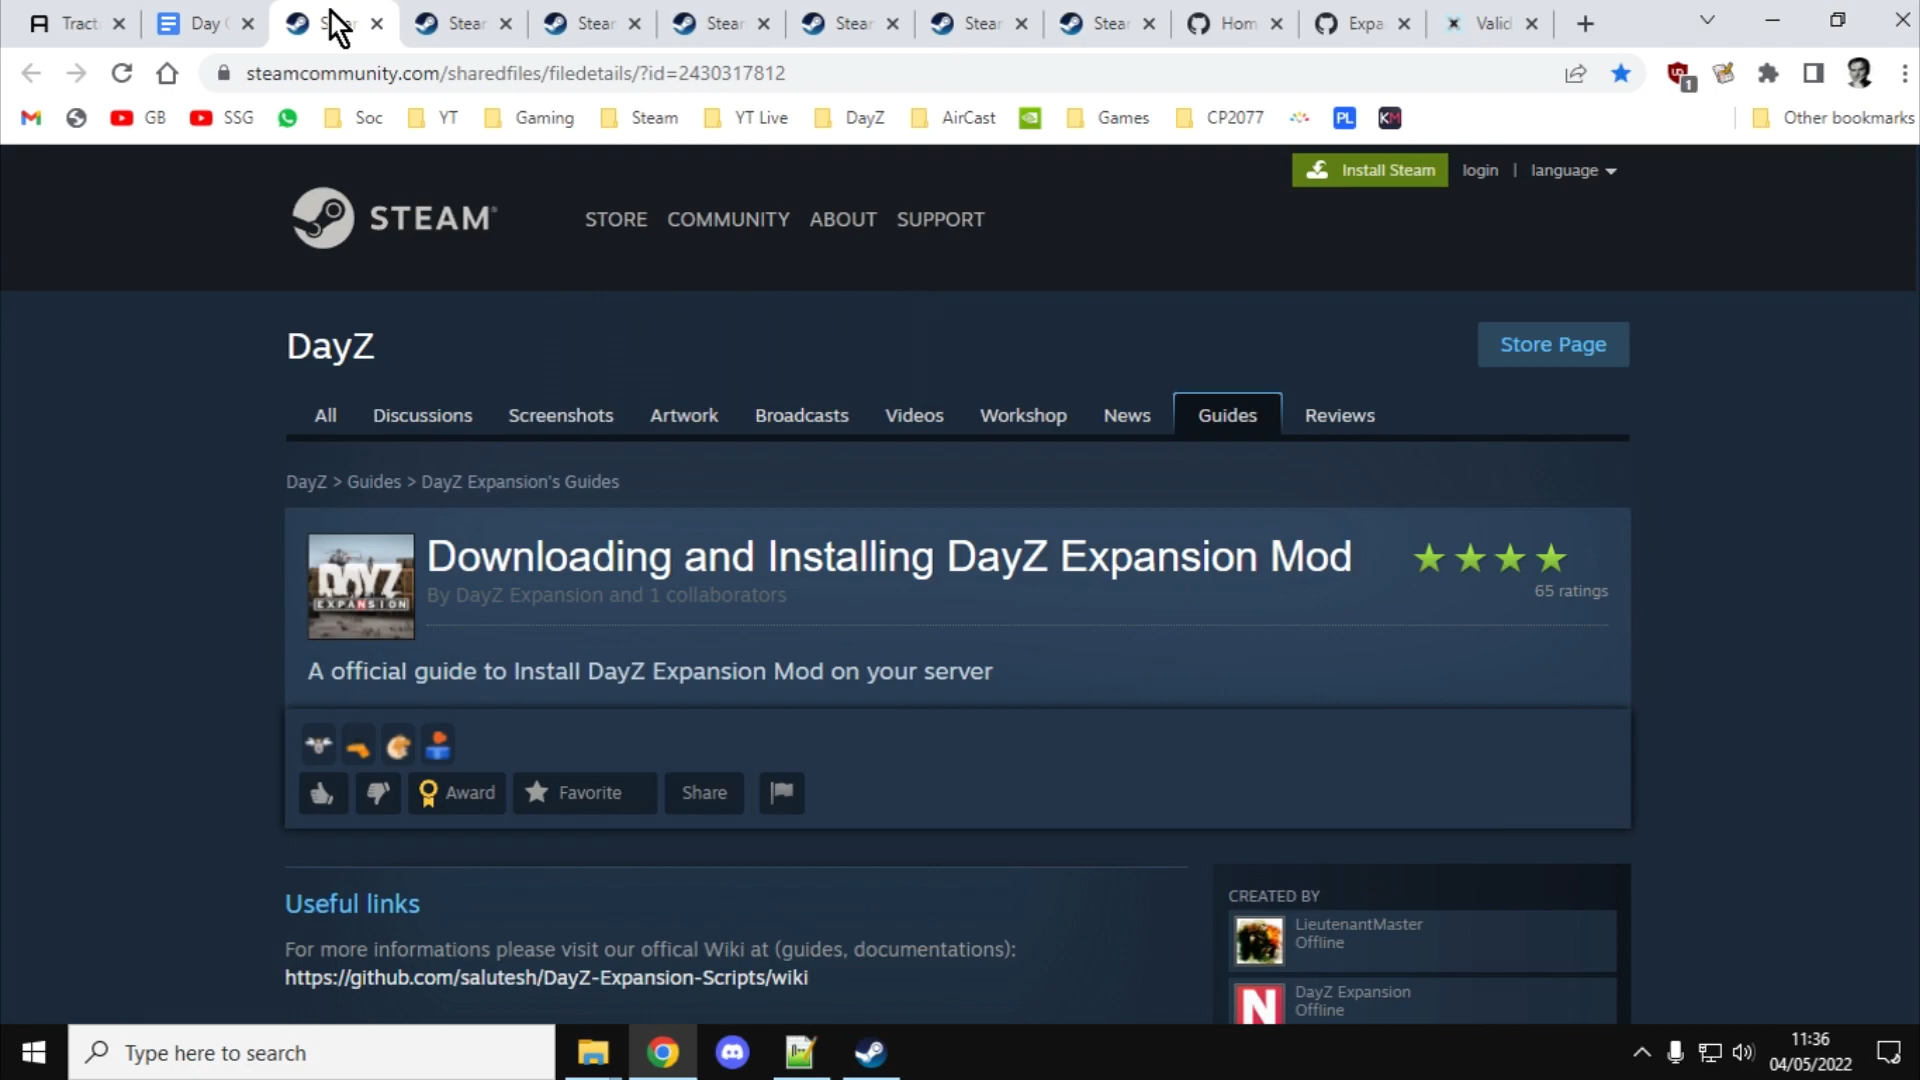 Tract
Day
Stear
Stear
Stear
Stear
Stear
Stear
Hom
Expa
Valid
steamcommunity.com/sharedfiles/filedetails/?id=2430317812
1
GB
SSG
Soc
YT
Gaming
Steam
YT Live
DayZ
AirCast
Games
CP2077
PL
KM
Other bookmarks
Install Steam
login
|
language
STEAM
STORE
COMMUNITY
ABOUT
SUPPORT
DayZ
Store Page
All
Discussions
Screenshots
Artwork
Broadcasts
Videos
Workshop
News
Guides
Reviews
DayZ > Guides > DayZ Expansion's Guides
DAYZ
EXPANSION
Downloading and Installing DayZ Expansion Mod
By DayZ Expansion and 1 collaborators
65 ratings
A official guide to Install DayZ Expansion Mod on your server
Award
Favorite
Share
Useful links
For more informations please visit our offical Wiki at (guides, documentations):
https://github.com/salutesh/DayZ-Expansion-Scripts/wiki
CREATED BY
LieutenantMaster
Offline
N
DayZ Expansion
Offline
Type here to search
11:36
04/05/2022